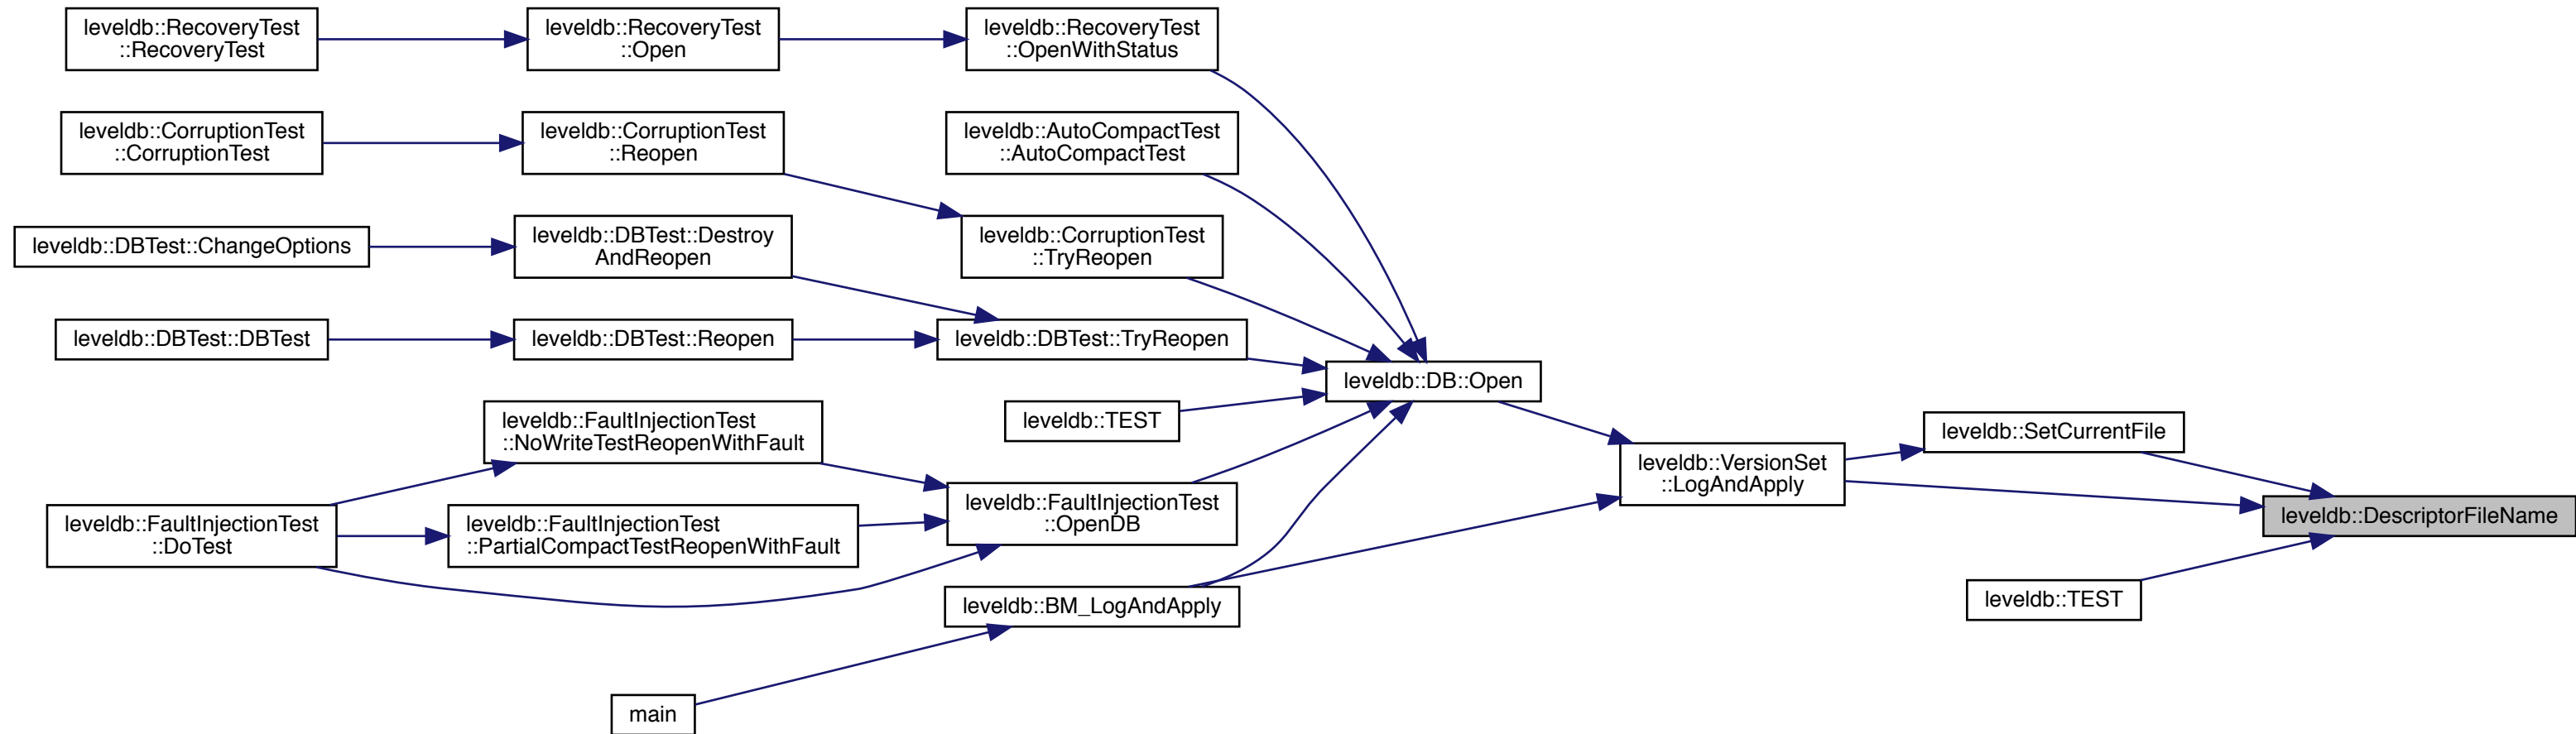 leveldb::RecoveryTest
::RecoveryTest
leveldb::RecoveryTest
::Open
leveldb::RecoveryTest
::OpenWithStatus
leveldb::CorruptionTest
::CorruptionTest
leveldb::CorruptionTest
::Reopen
leveldb::AutoCompactTest
::AutoCompactTest
leveldb::DBTest::ChangeOptions
leveldb::DBTest::Destroy
AndReopen
leveldb::CorruptionTest
::TryReopen
leveldb::DBTest::DBTest
leveldb::DBTest::Reopen
leveldb::DBTest::TryReopen
leveldb::DB::Open
leveldb::FaultInjectionTest
::NoWriteTestReopenWithFault
leveldb::TEST
leveldb::VersionSet
::LogAndApply
leveldb::SetCurrentFile
leveldb::FaultInjectionTest
::DoTest
leveldb::FaultInjectionTest
::PartialCompactTestReopenWithFault
leveldb::FaultInjectionTest
::OpenDB
leveldb::DescriptorFileName
leveldb::BM_LogAndApply
leveldb::TEST
main